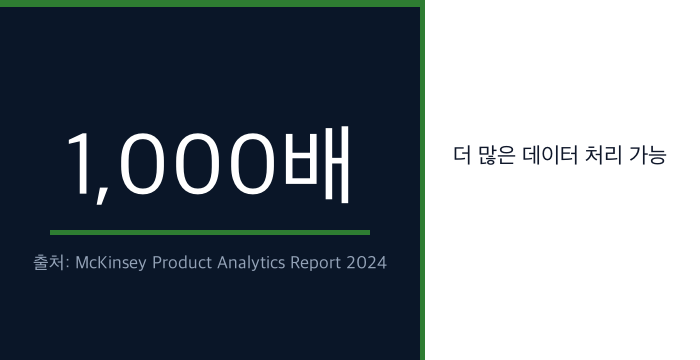 1,000배
출처: McKinsey Product Analytics Report 2024
더 많은 데이터 처리 가능